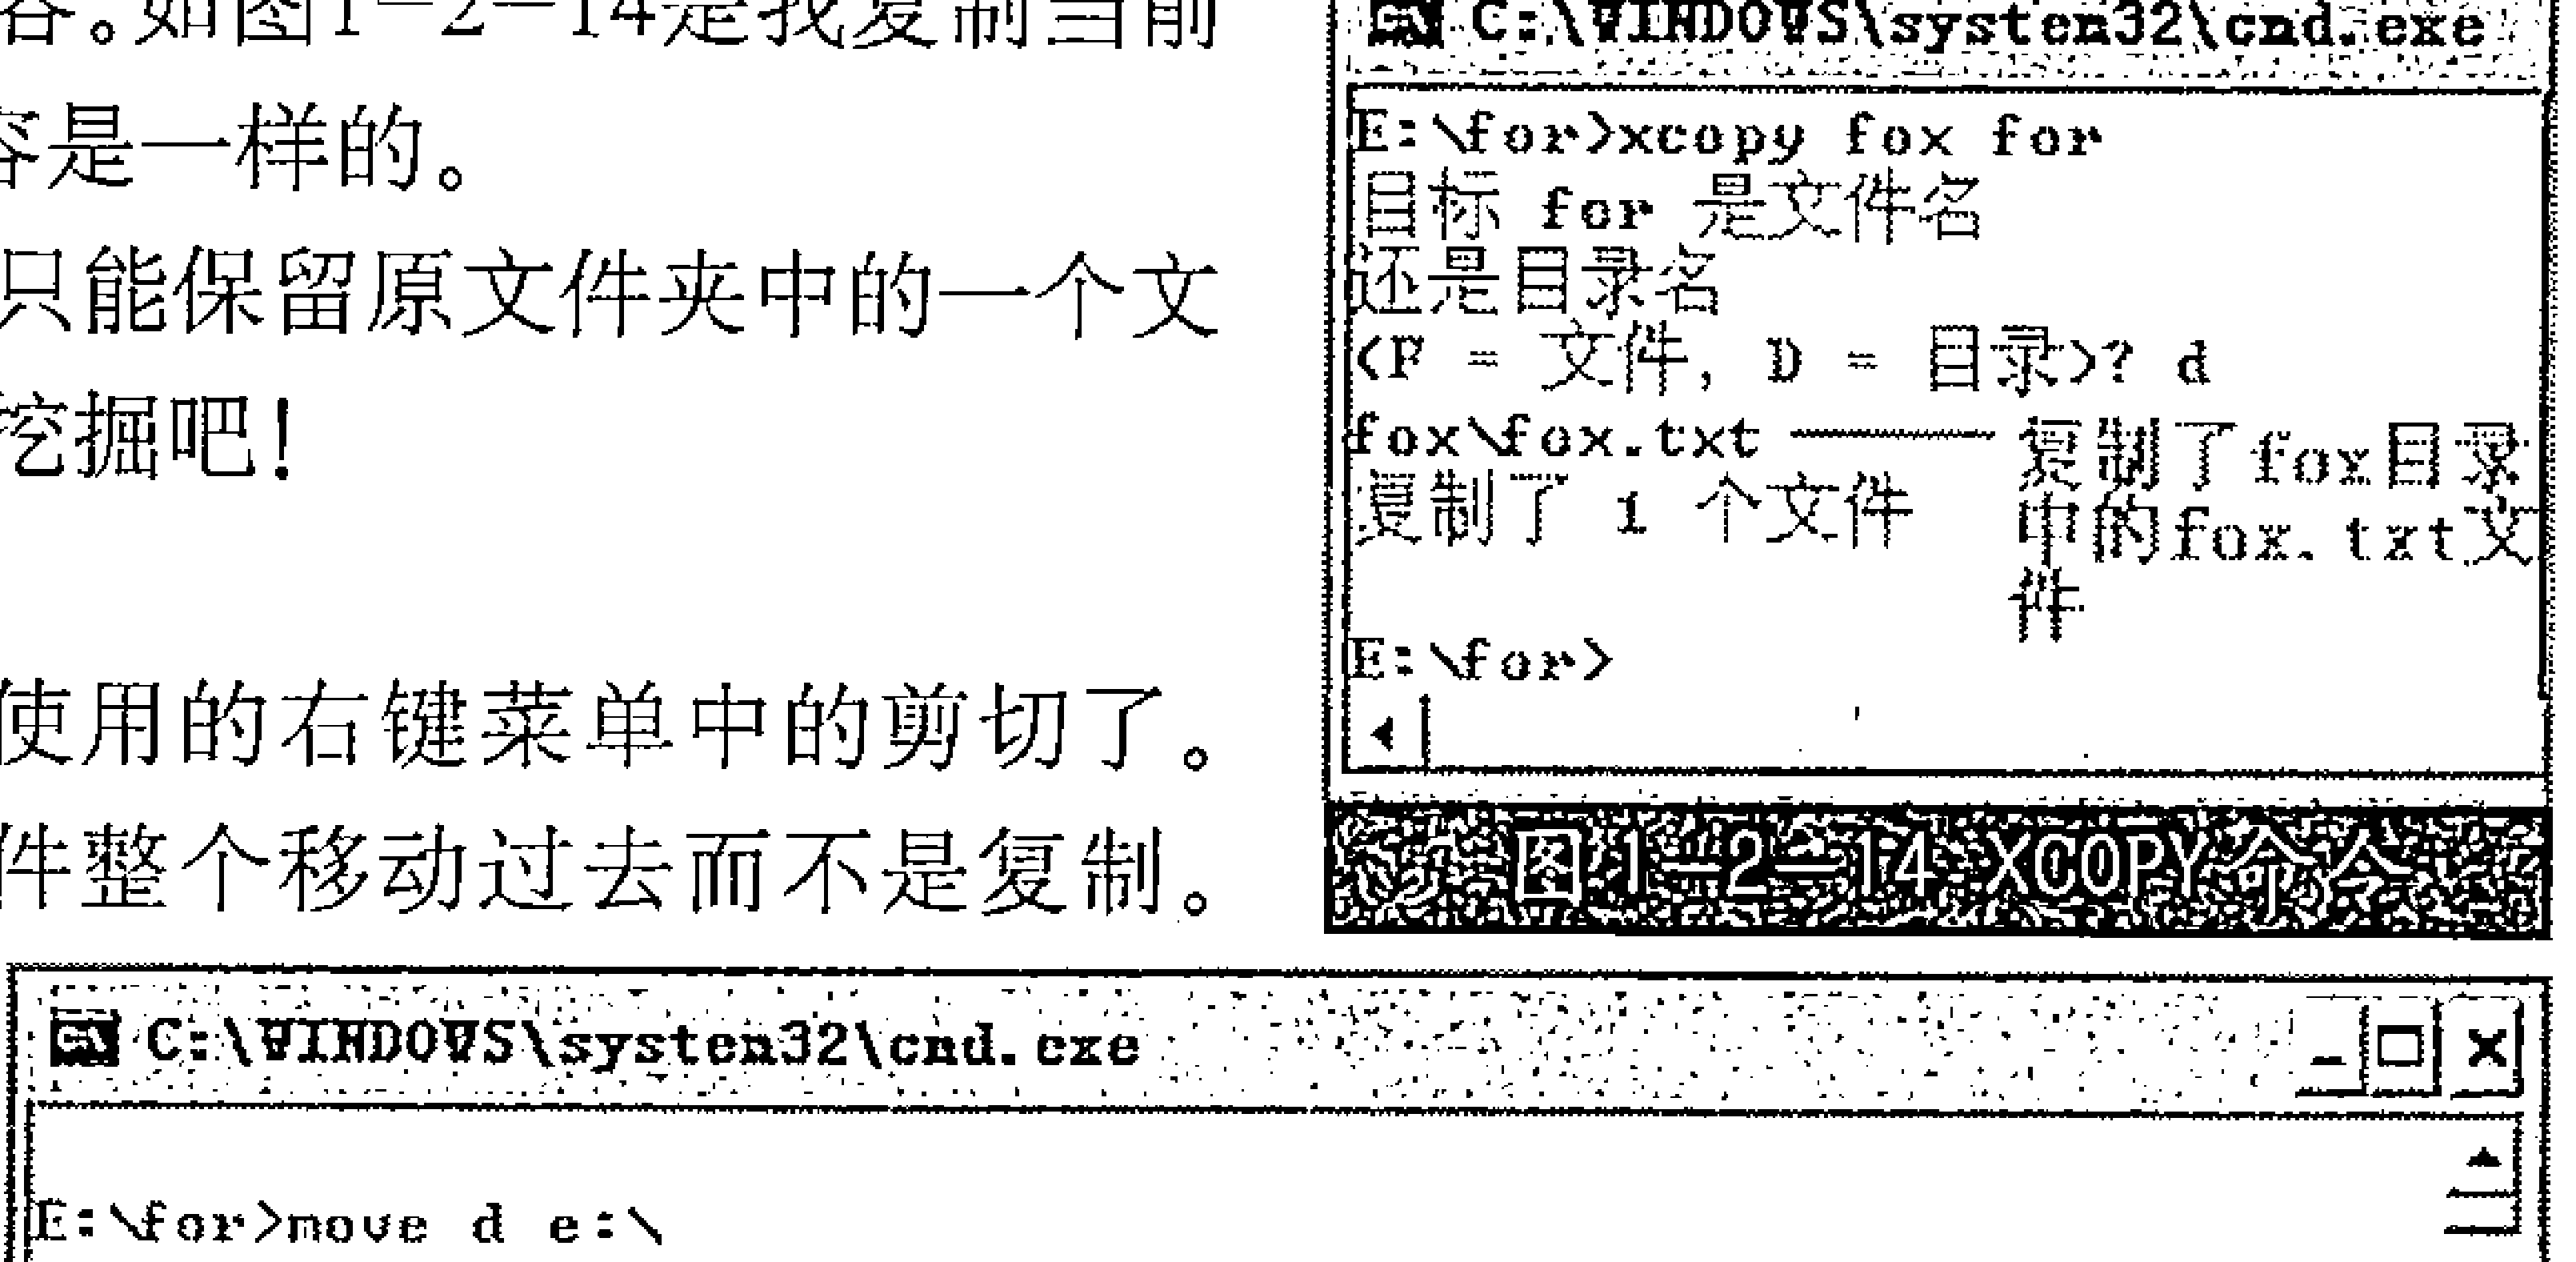 容。如图1-2-14是我复制当前
容是一样的。
只能保留原文件夹中的一个文
挖掘吧！
使用的右键菜单中的剪切了。
件整个移动过去而不是复制。
C:\WINDOWS\system32\cmd.exe
E:\for>xcopy fox for
目标 for 是文件名
还是目录名
(F = 文件, D = 目录)? d
fox\fox.txt
复制了 1 个文件
复制了fox目录
中的fox.txt文
件
E:\for>
图1-2-14 XCOPY命令
C:\WINDOWS\system32\cmd.exe
E:\for>move d e:\